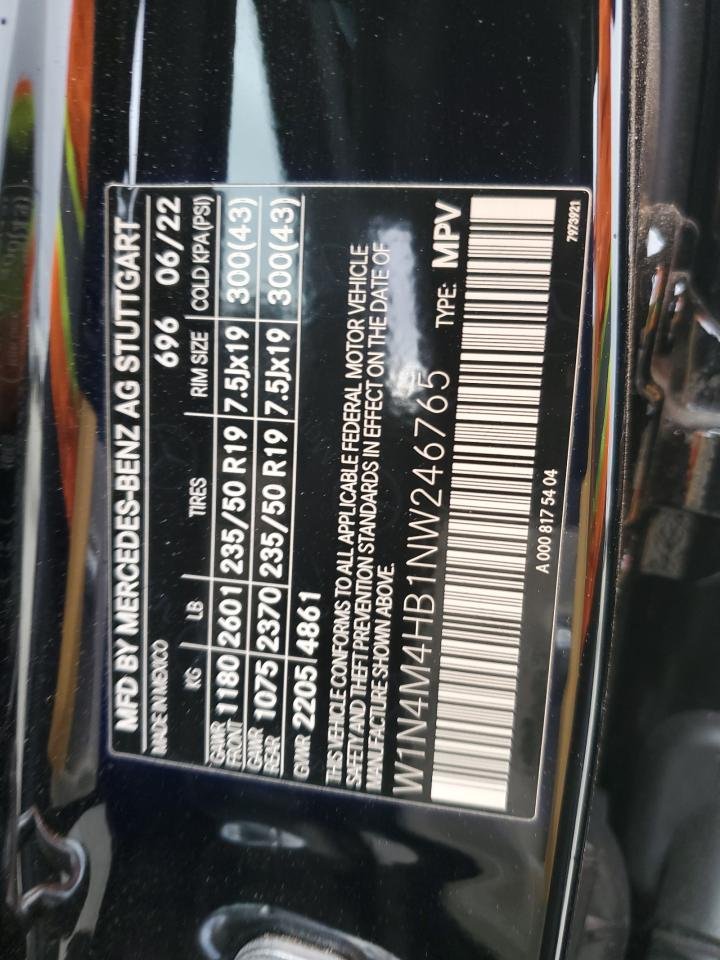 MFD BY MERCEDES-BENZ AG STUTTGART
MADE IN MEXICO 696 06/22
KG LB TIRES RIM SIZE COLD KPA (PSI)
GAWR FRONT 1180 2601 235/50 R19 7.5Jx19 300(43)
GAWR REAR 1075 2370 235/50 R19 7.5Jx19 300(43)
GVWR 2205 4861
THIS VEHICLE CONFORMS TO ALL APPLICABLE FEDERAL MOTOR VEHICLE
SAFETY AND THEFT PREVENTION STANDARDS IN EFFECT ON THE DATE OF
MANUFACTURE SHOWN ABOVE.
W1N4M4HB1NW246765 TYPE: MPV
A 000 817 54 04 7973921